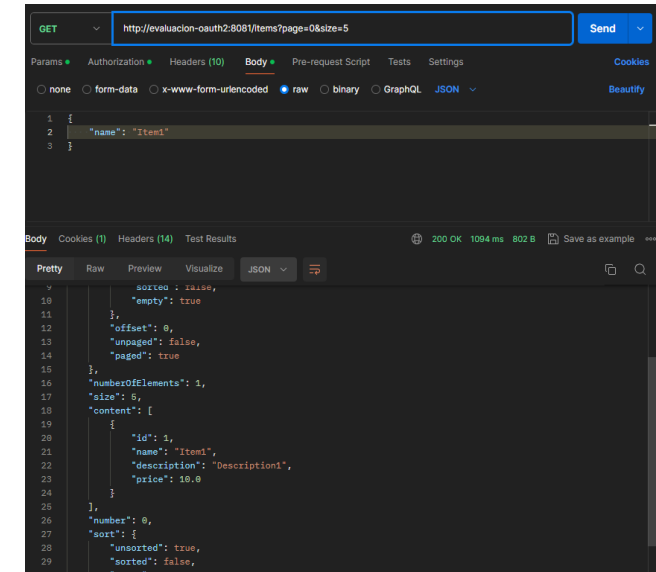 GET http://evaluacion-oauth2:8081/items?page=0&size=5 Send
Params Authorization Headers (10) Body Pre-request Script Tests Settings Cookies
none form-data x-www-form-urlencoded raw binary GraphQL JSON Beautify
1 {
2 "name": "Item1"
3 }
Body Cookies (1) Headers (14) Test Results 200 OK 1094 ms 802 B Save as example
Pretty Raw Preview Visualize JSON
9 "sorted": false,
10 "empty": true
11 },
12 "offset": 0,
13 "unpaged": false,
14 "paged": true
15 },
16 "numberOfElements": 1,
17 "size": 5,
18 "content": [
19 {
20 "id": 1,
21 "name": "Item1",
22 "description": "Description1",
23 "price": 10.0
24 }
25 ],
26 "number": 0,
27 "sort": {
28 "unsorted": true,
29 "sorted": false,